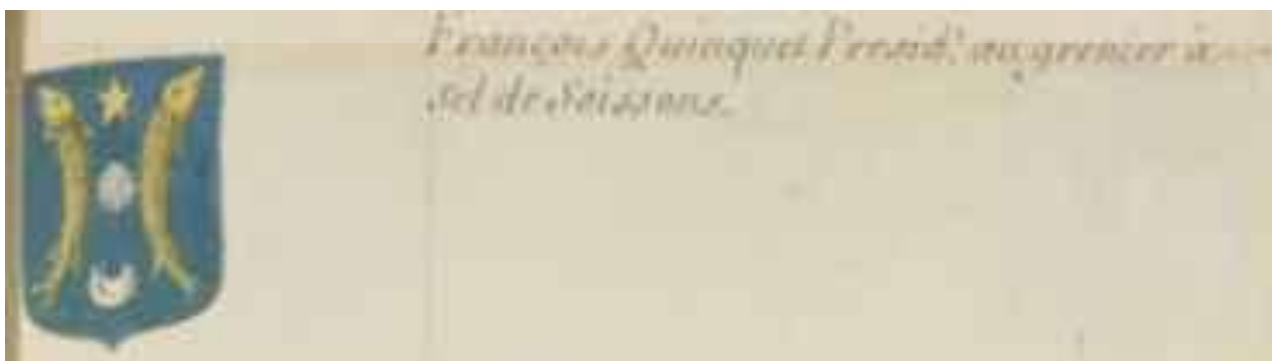 François Quinquet Presid.t au grenier à
sel de Soissons.